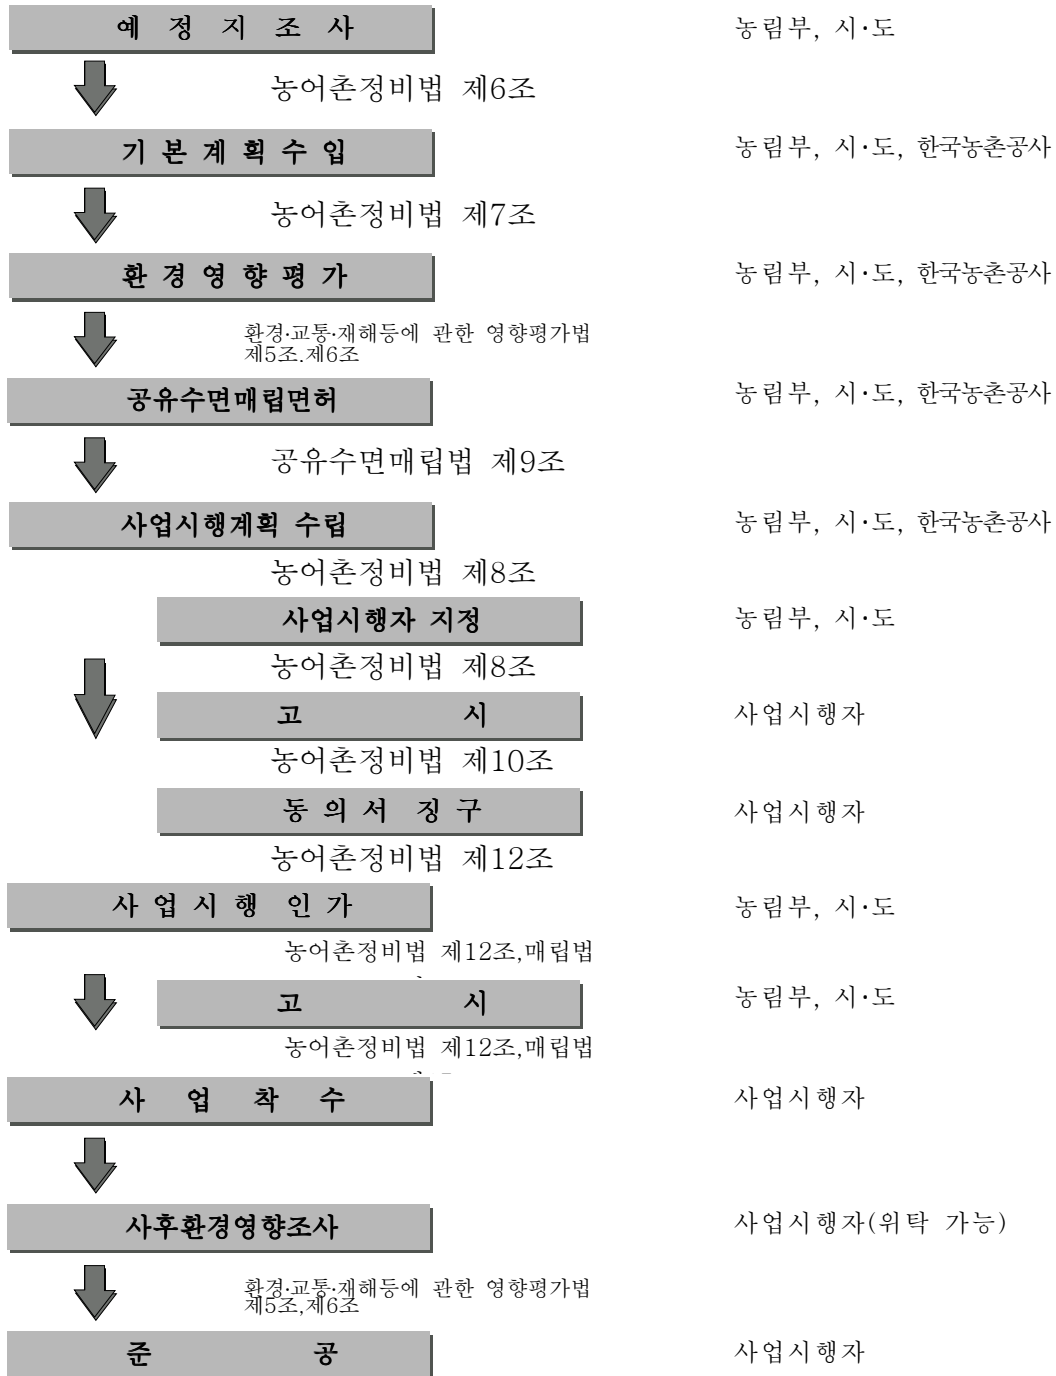 예 정 지 조 사 농림부, 시·도
농어촌정비법 제6조
기 본 계 획 수 입 농림부, 시·도, 한국농촌공사
농어촌정비법 제7조
환 경 영 향 평 가 농림부, 시·도, 한국농촌공사
환경·교통·재해등에 관한 영향평가법
제5조.제6조
공유수면매립면허 농림부, 시·도, 한국농촌공사
공유수면매립법 제9조
사업시행계획 수립 농림부, 시·도, 한국농촌공사
농어촌정비법 제8조
사업시행자 지정 농림부, 시·도
농어촌정비법 제8조
고 시 사업시행자
농어촌정비법 제10조
동 의 서 징 구 사업시행자
농어촌정비법 제12조
사 업 시 행 인 가 농림부, 시·도
농어촌정비법 제12조,매립법
고 시 농림부, 시·도
농어촌정비법 제12조,매립법
사 업 착 수 사업시행자
사후환경영향조사 사업시행자(위탁 가능)
환경·교통·재해등에 관한 영향평가법
제5조,제6조
준 공 사업시행자